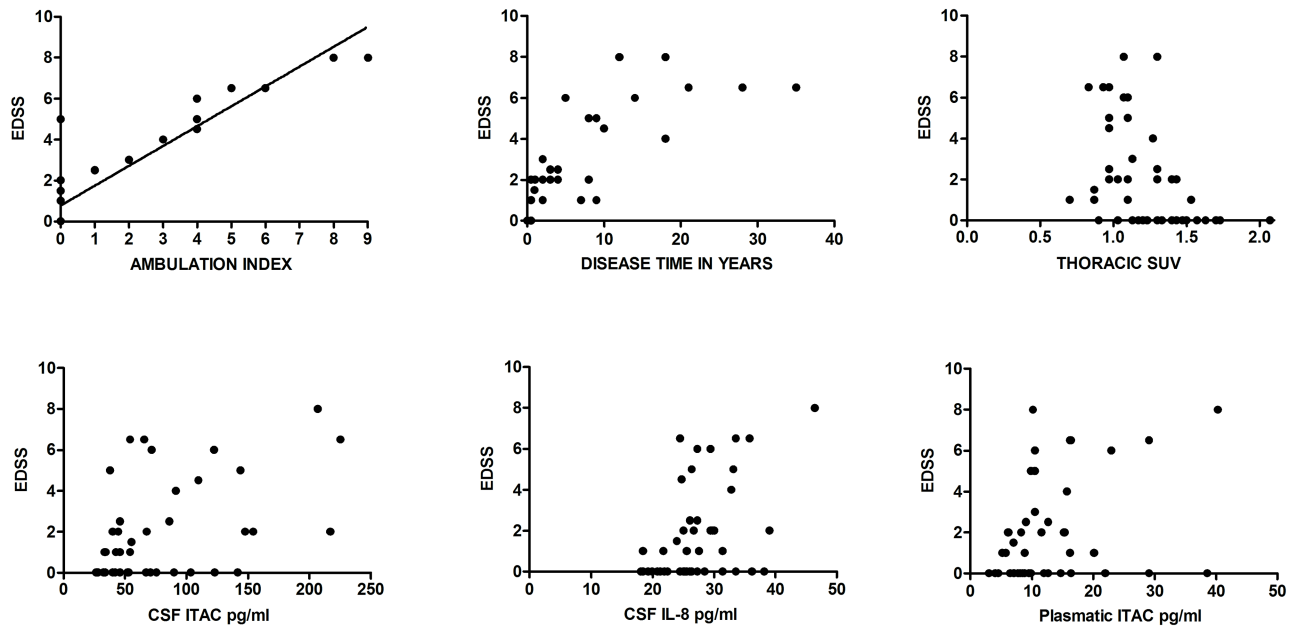 EDSS
10
8
6
4
2
0
0 1 2 3 4 5 6 7 8 9
AMBULATION INDEX
EDSS
10
8
6
4
2
0
0 10 20 30 40
DISEASE TIME IN YEARS
EDSS
10
8
6
4
2
0
0.0 0.5 1.0 1.5 2.0
THORACIC SUV
EDSS
10
8
6
4
2
0
0 50 100 150 200 250
CSF ITAC pg/ml
EDSS
10
8
6
4
2
0
0 10 20 30 40 50
CSF IL-8 pg/ml
EDSS
10
8
6
4
2
0
0 10 20 30 40 50
Plasmatic ITAC pg/ml